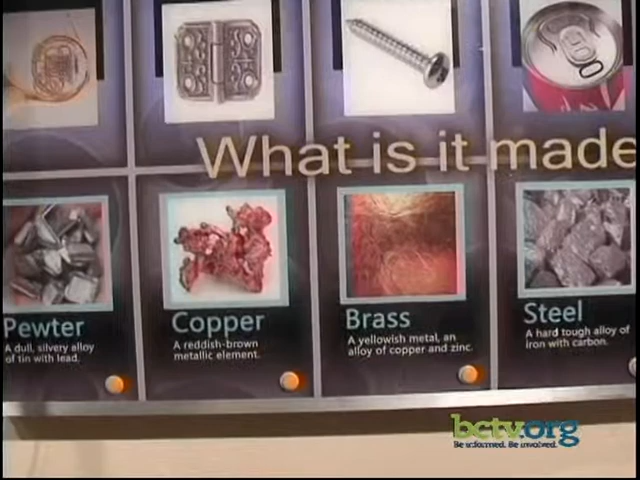 What is it made
Pewter
A dull, silvery alloy
of tin with lead.
Copper
A reddish-brown
metallic element.
Brass
A yellowish metal, an
alloy of copper and zinc.
Steel
A hard tough alloy of
iron with carbon.
bctv.org
Be informed. Be involved.